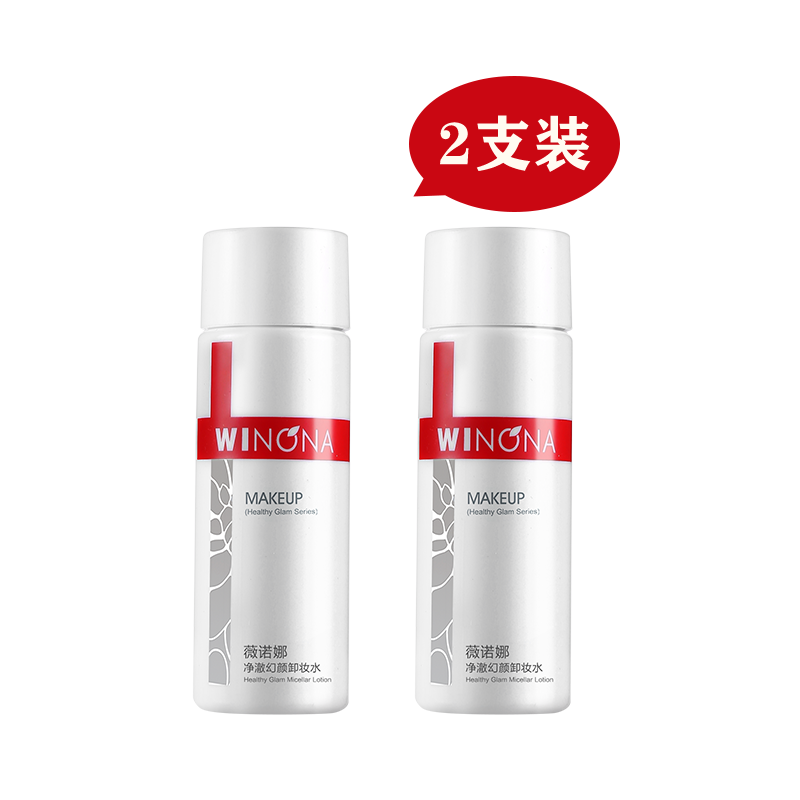 2支装
WINONA
MAKEUP
(Healthy Glam Series)
薇诺娜
净澈幻颜卸妆水
Healthy Glam Micellar Lotion
WINONA
MAKEUP
(Healthy Glam Series)
薇诺娜
净澈幻颜卸妆水
Healthy Glam Micellar Lotion